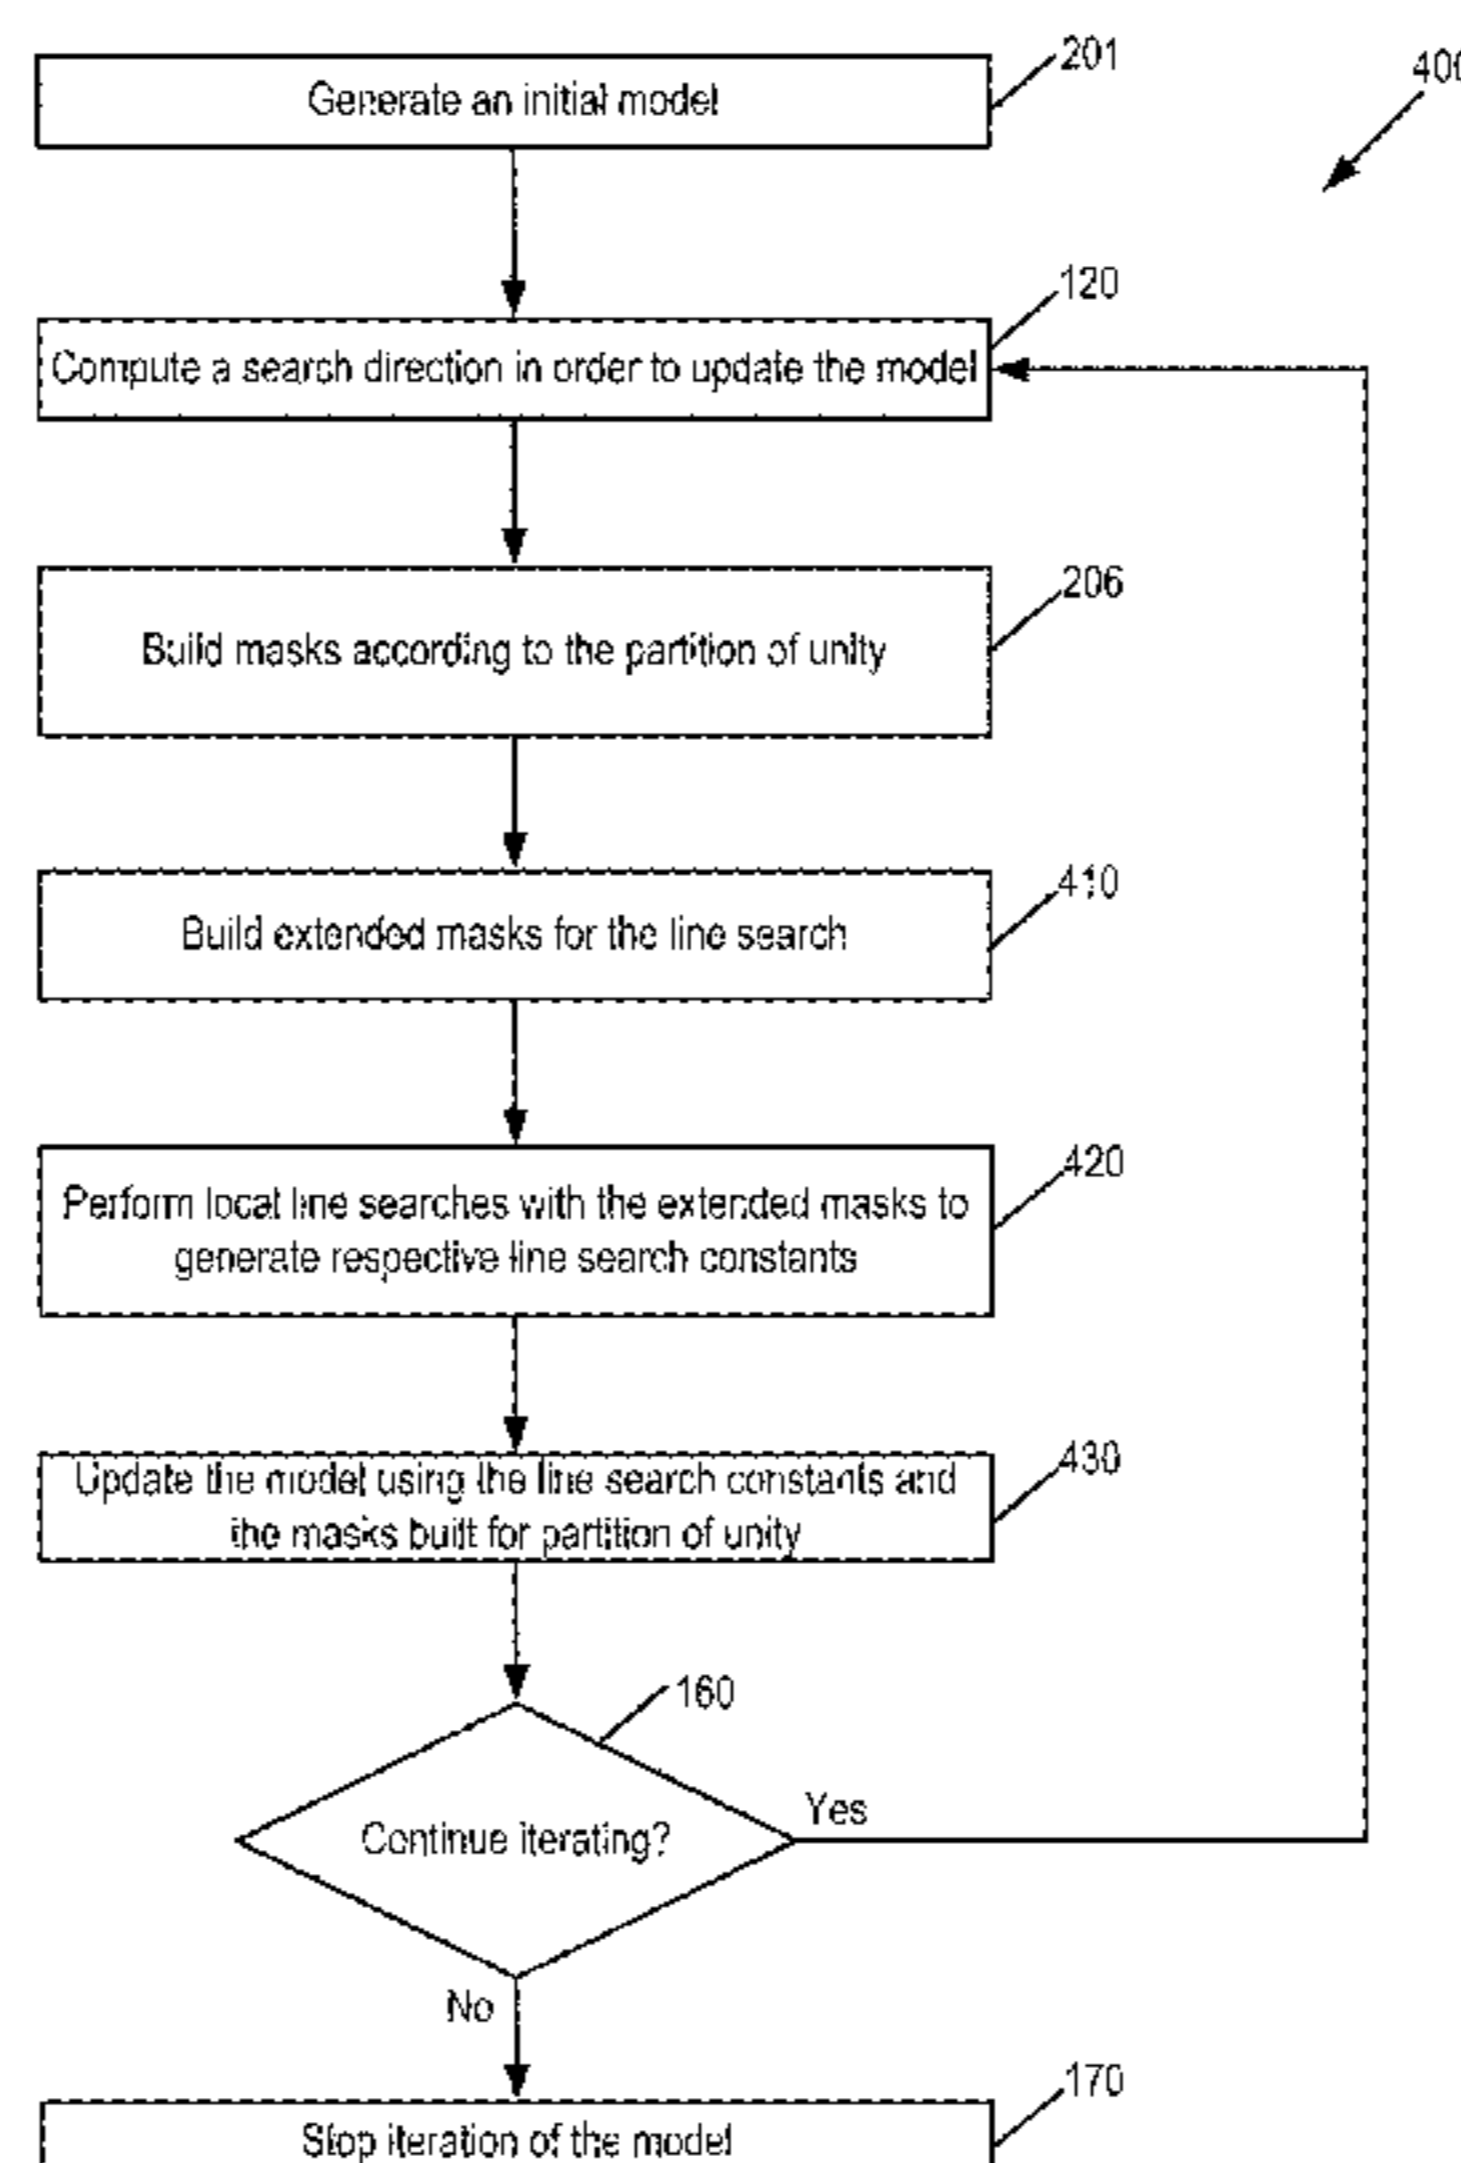 201
400
Generate an initial model
120
Compute a search direction in order to update the model
206
Build masks according to the partition of unity
410
Build extended masks for the line search
420
Perform local line searches with the extended masks to
generate respective line search constants
430
Update the model using the line search constants and
the masks built for partition of unity
160
Continue iterating?
Yes
No
170
Stop iteration of the model